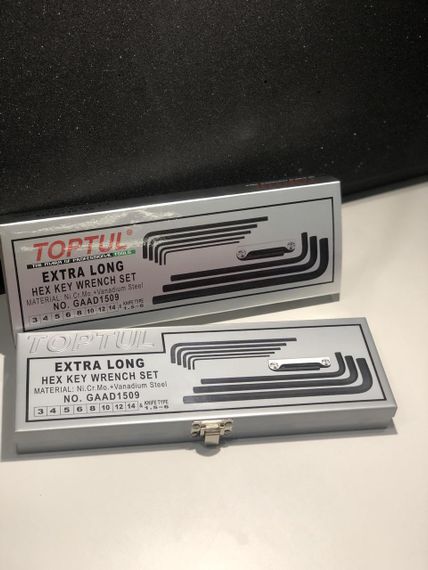 TOPTUL®
THE MARK OF PROFESSIONAL TOOLS
EXTRA LONG
HEX KEY WRENCH SET
MATERIAL: Ni.Cr.Mo.+Vanadium Steel
NO. GAAD1509
3 4 5 6 8 10 12 14 & KNIFE TYPE 1.5~6
TOPTUL
EXTRA LONG
HEX KEY WRENCH SET
MATERIAL: Ni.Cr.Mo.+Vanadium Steel
NO. GAAD1509
3 4 5 6 8 10 12 14 & KNIFE TYPE 1.5~6